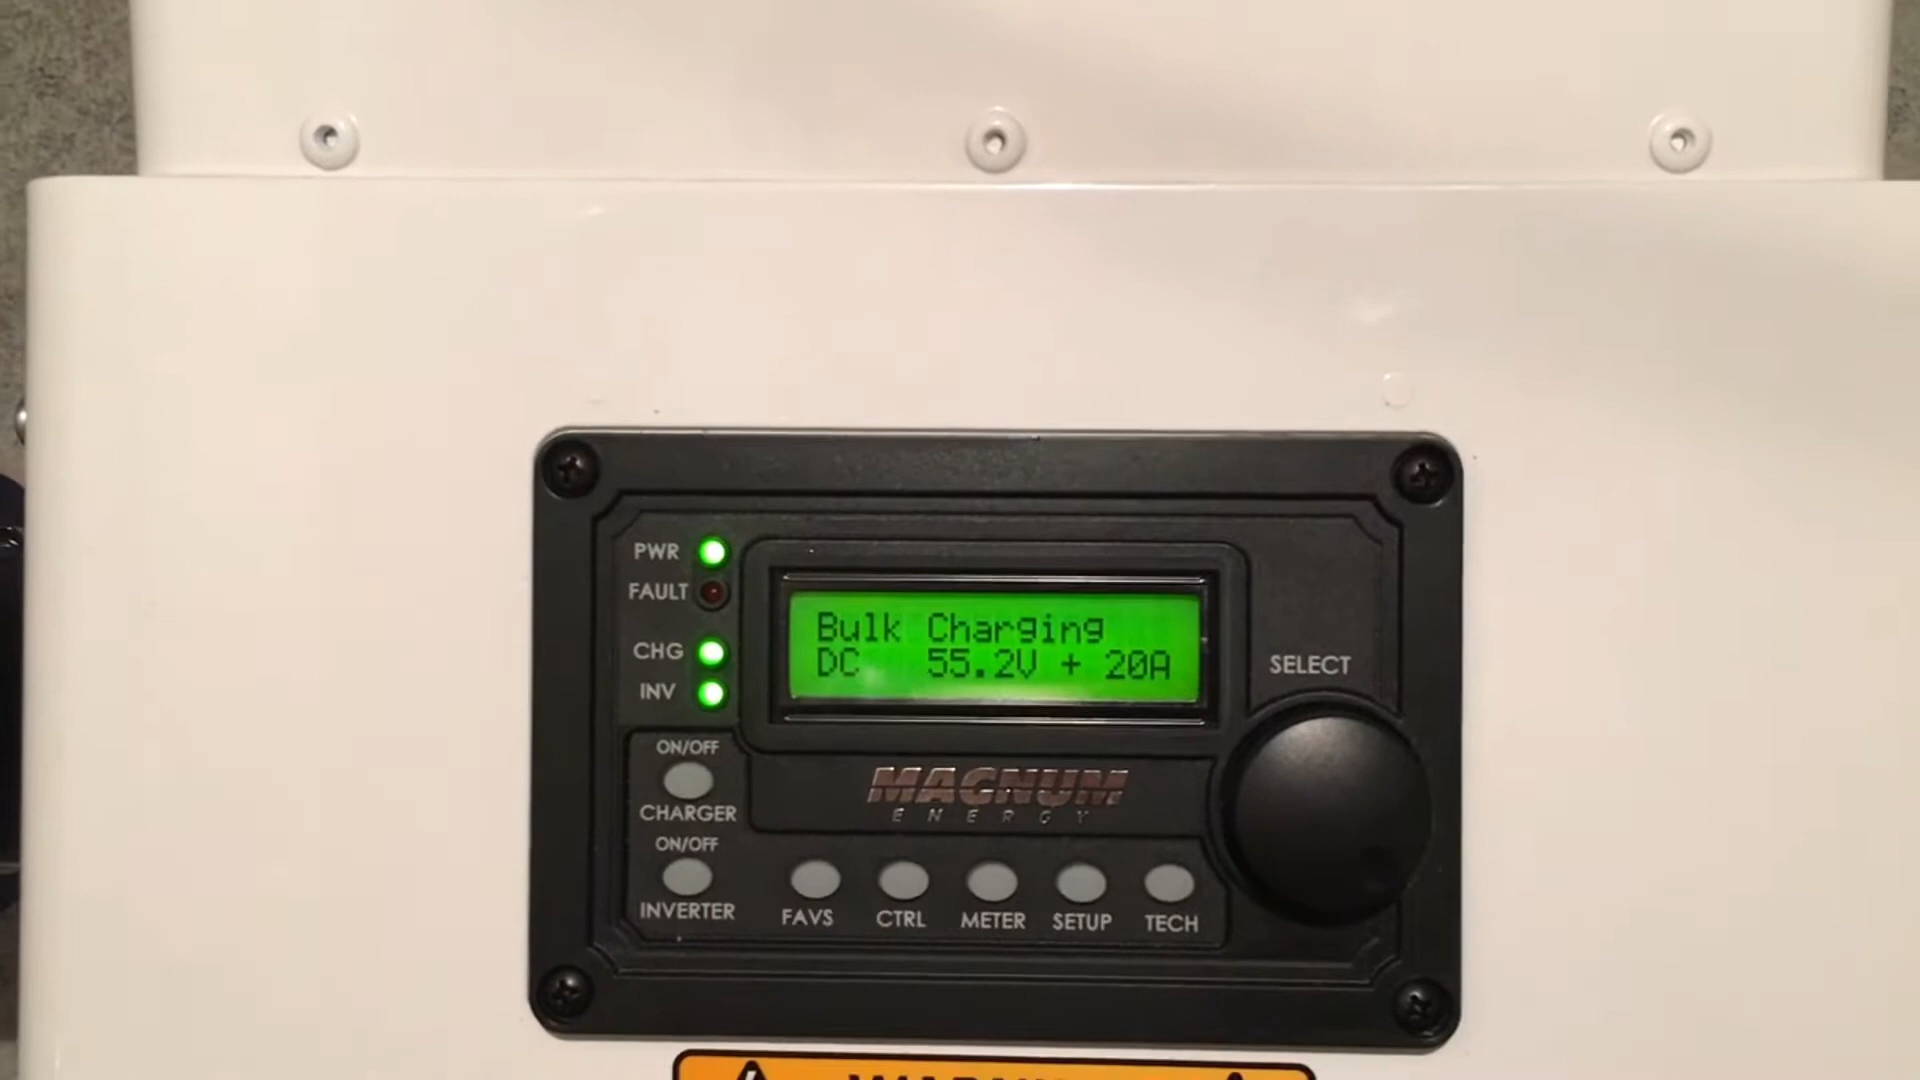 PWR
FAULT
CHG
INV
Bulk Charging
DC 55.2V + 20A
SELECT
ON/OFF
CHARGER
ON/OFF
INVERTER
MAGNUM
ENERGY
FAVS
CTRL
METER
SETUP
TECH